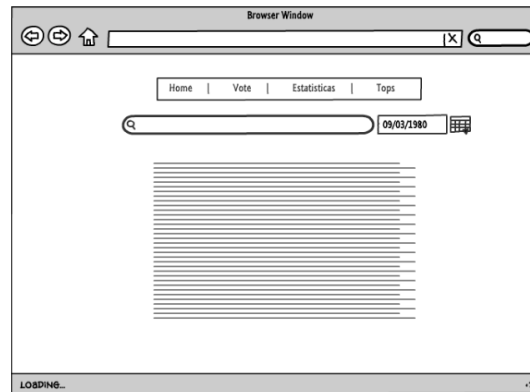 Browser Window
X
Home | Vote | Estatisticas | Tops
09/03/1980
LOADING...